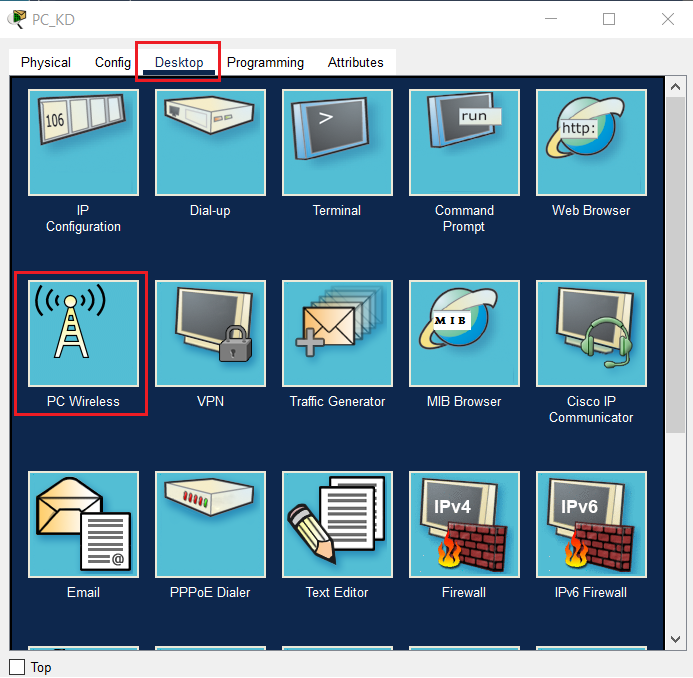 PC_KD
Physical Config Desktop Programming Attributes
106
>
run
http:
IP
Configuration
Dial-up
Terminal
Command
Prompt
Web Browser
MIB
PC Wireless
VPN
Traffic Generator
MIB Browser
Cisco IP
Communicator
@
IPv4
IPv6
Email
PPPoE Dialer
Text Editor
Firewall
IPv6 Firewall
Top